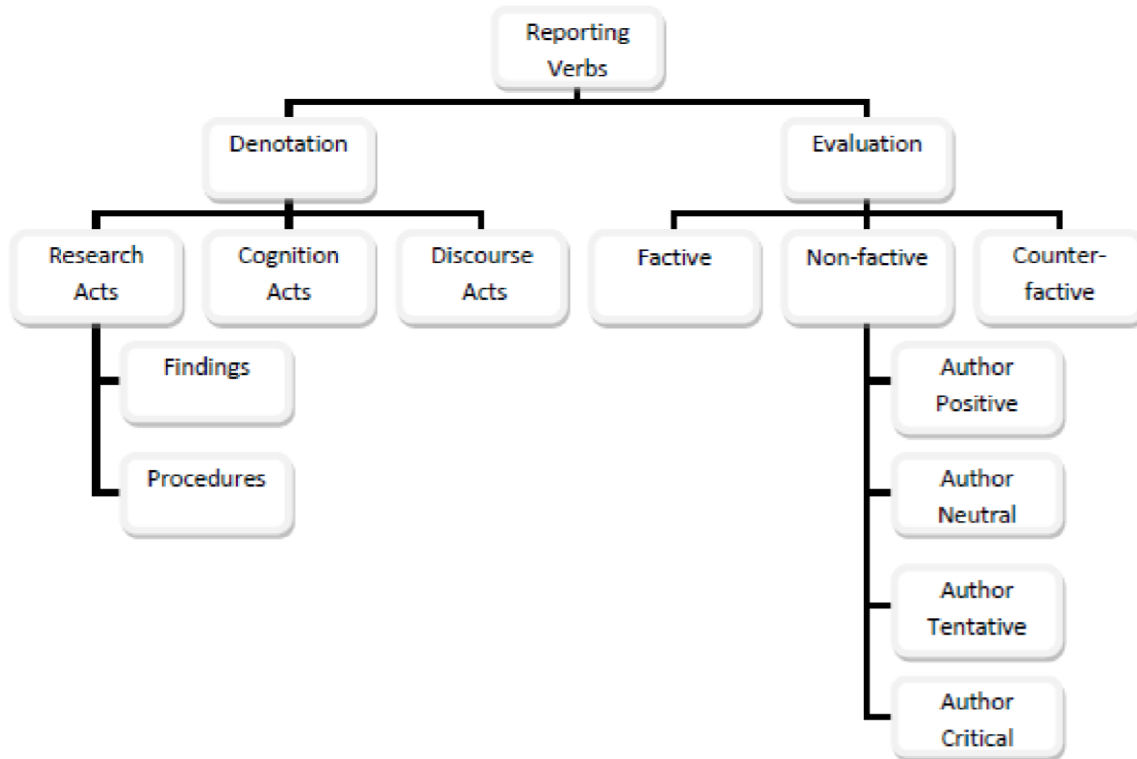 Reporting
Verbs
Denotation
Evaluation
Research
Acts
Cognition
Acts
Discourse
Acts
Factive
Non-factive
Counter-
factive
Findings
Procedures
Author
Positive
Author
Neutral
Author
Tentative
Author
Critical